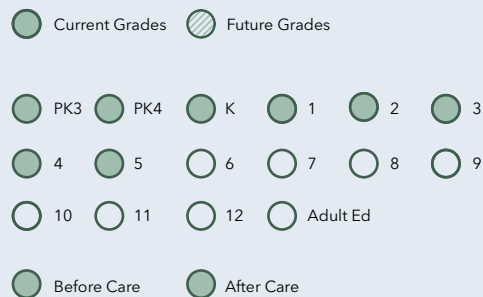 Current Grades Future Grades
PK3 PK4 K 1 2 3
4 5 6 7 8 9
10 11 12 Adult Ed
Before Care After Care